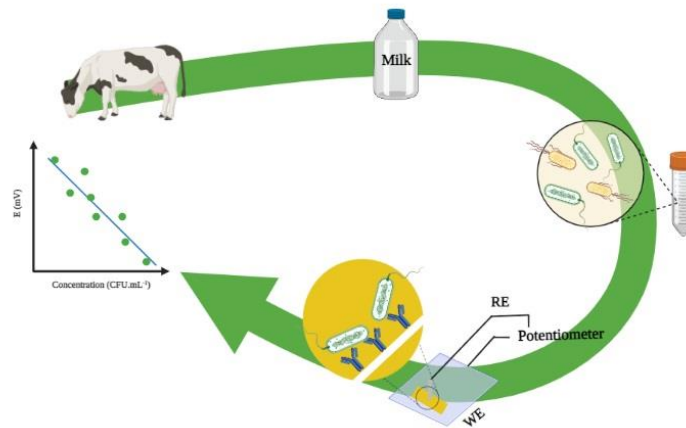 Milk
E (mV)
Concentration (CFU.mL⁻¹)
RE
Potentiometer
WE